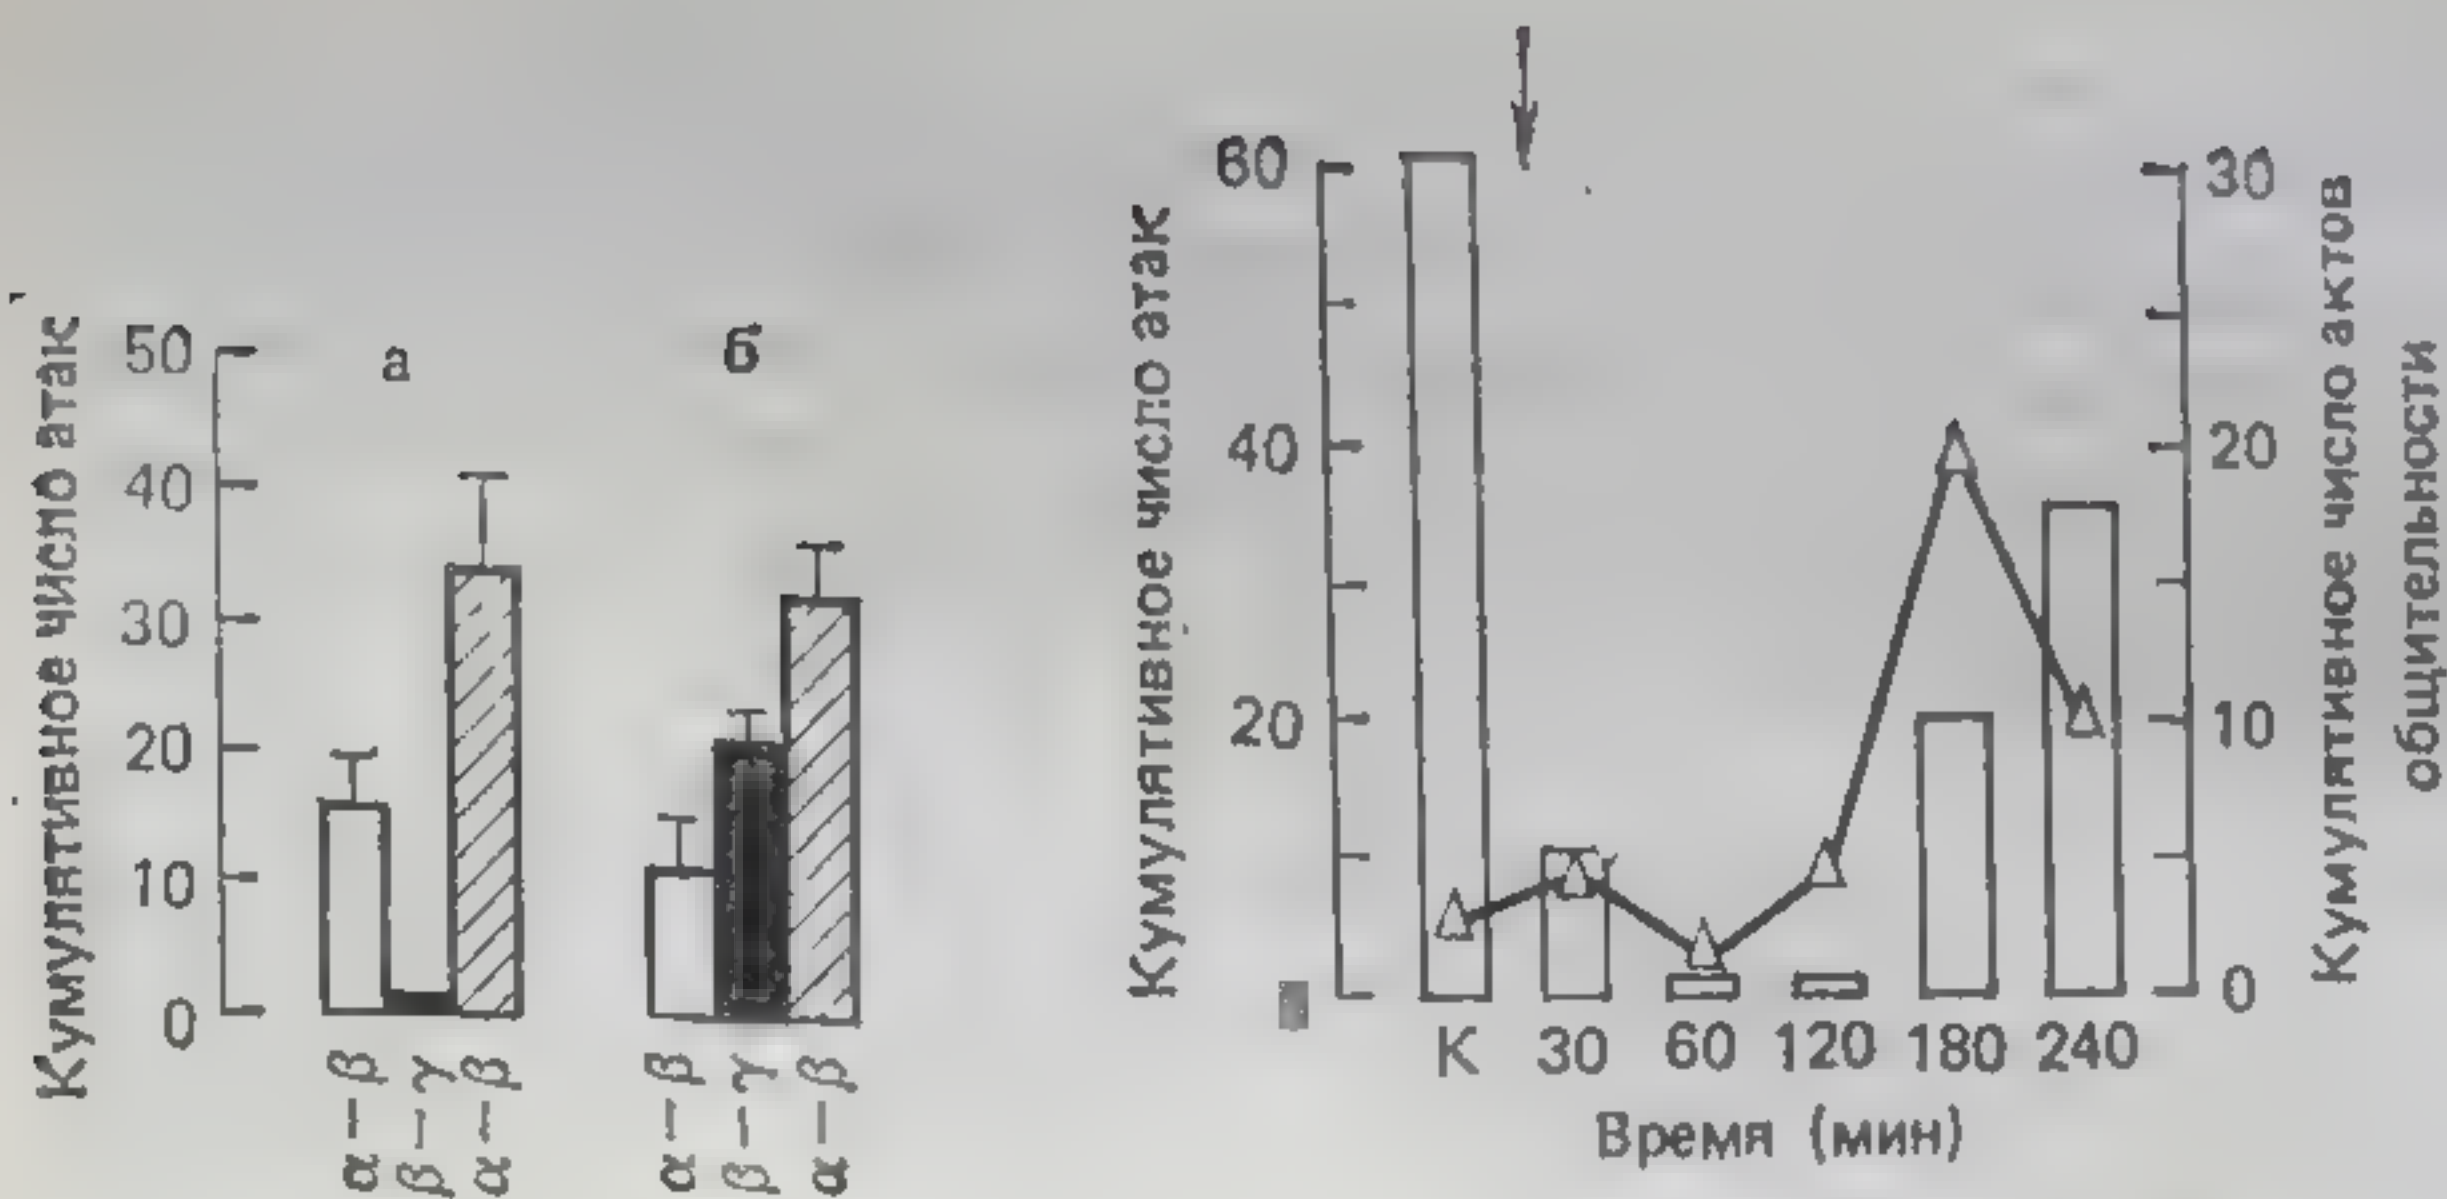 Кумулятивное число атак
50
40
30
20
10
0
а
б
α – β
β – γ
α – β
α – β
β – γ
α – β
Кумулятивное число атак
60
40
20
30
20
10
0
Кумулятивное число актов
общительности
К 30 60 120 180 240
Время (мин)